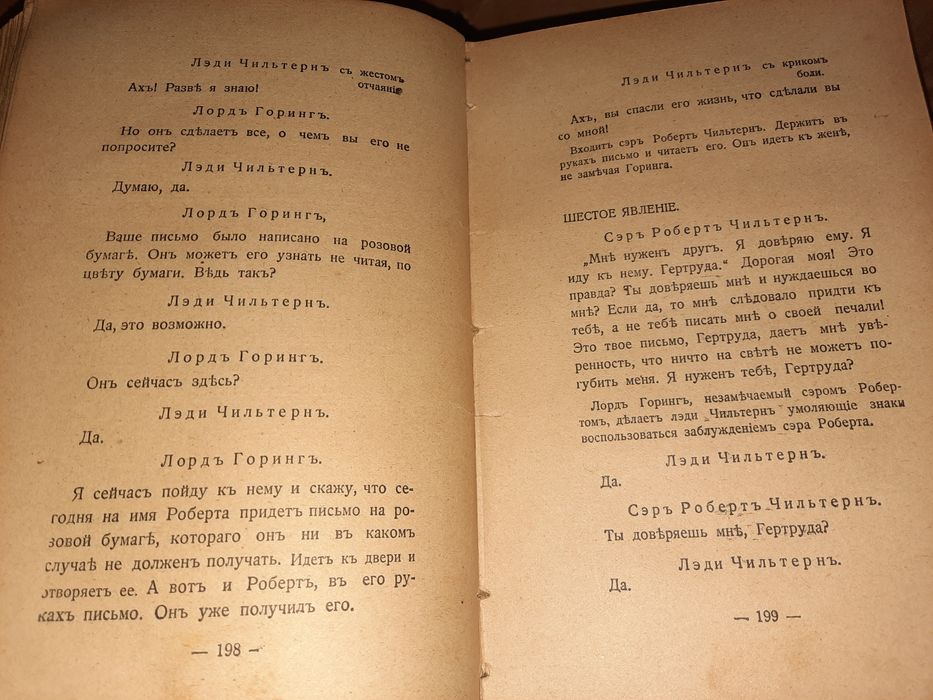 Лэди Чильтернъ съ жестомъ
отчаянія
Ахъ! Развѣ я знаю!
Лордъ Горингъ.
Но онъ сдѣлаетъ все, о чемъ вы его не
попросите?
Лэди Чильтернъ.
Думаю, да.
Лордъ Горингъ,
Ваше письмо было написано на розовой
бумагѣ. Онъ можетъ его узнать не читая, по
цвѣту бумаги. Вѣдь такъ?
Лэди Чильтернъ.
Да, это возможно.
Лордъ Горингъ.
Онъ сейчасъ здѣсь?
Лэди Чильтернъ.
Да.
Лордъ Горингъ.
Я сейчасъ пойду къ нему и скажу, что се-
годня на имя Роберта придетъ письмо на ро-
зовой бумагѣ, котораго онъ ни въ какомъ
случаѣ не долженъ получать. Идетъ къ двери и
отворяетъ ее. А вотъ и Робертъ, въ его ру-
кахъ письмо. Онъ уже получилъ его.
— 198 —
Лэди Чильтернъ съ крикомъ
боли.
Ахъ, вы спасли его жизнь, что сдѣлали вы
со мной!
Входитъ сэръ Робертъ Чильтернъ. Держитъ въ
рукахъ письмо и читаетъ его. Онъ идетъ къ женѣ,
не замѣчая Горинга.
ШЕСТОЕ ЯВЛЕНІЕ.
Сэръ Робертъ Чильтернъ.
„Мнѣ нуженъ другъ. Я довѣряю ему. Я
иду къ нему. Гертруда.“ Дорогая моя! Это
правда? Ты довѣряешь мнѣ и нуждаешься во
мнѣ? Если да, то мнѣ слѣдовало придти къ
тебѣ, а не тебѣ писать мнѣ о своей печали!
Это твое письмо, Гертруда, даетъ мнѣ увѣ-
ренность, что ничто на свѣтѣ не можетъ по-
губить меня. Я нуженъ тебѣ, Гертруда?
Лордъ Горингъ, незамѣчаемый сэромъ Робер-
томъ, дѣлаетъ лэди Чильтернъ умоляющіе знаки
воспользоваться заблужденіемъ сэра Роберта.
Лэди Чильтернъ.
Да.
Сэръ Робертъ Чильтернъ.
Ты довѣряешь мнѣ, Гертруда?
Лэди Чильтернъ.
Да.
— 199 —